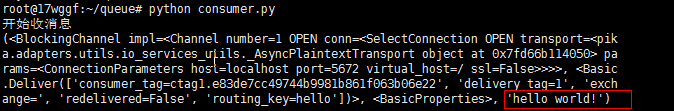 root@17wggf:~/queue# python consumer.py
开始收消息
(<BlockingChannel impl=<Channel number=1 OPEN conn=<SelectConnection OPEN transport=<pik
a.adapters.utils.io_services_utils._AsyncPlaintextTransport object at 0x7fd66b114050> pa
rams=<ConnectionParameters host=localhost port=5672 virtual_host=/ ssl=False>>>>, <Basic
.Deliver(['consumer_tag=ctag1.e83de7cc49744b9981b861f063b06e22', 'delivery_tag=1', 'exch
ange=', 'redelivered=False', 'routing_key=hello'])>, <BasicProperties>, 'hello world!')